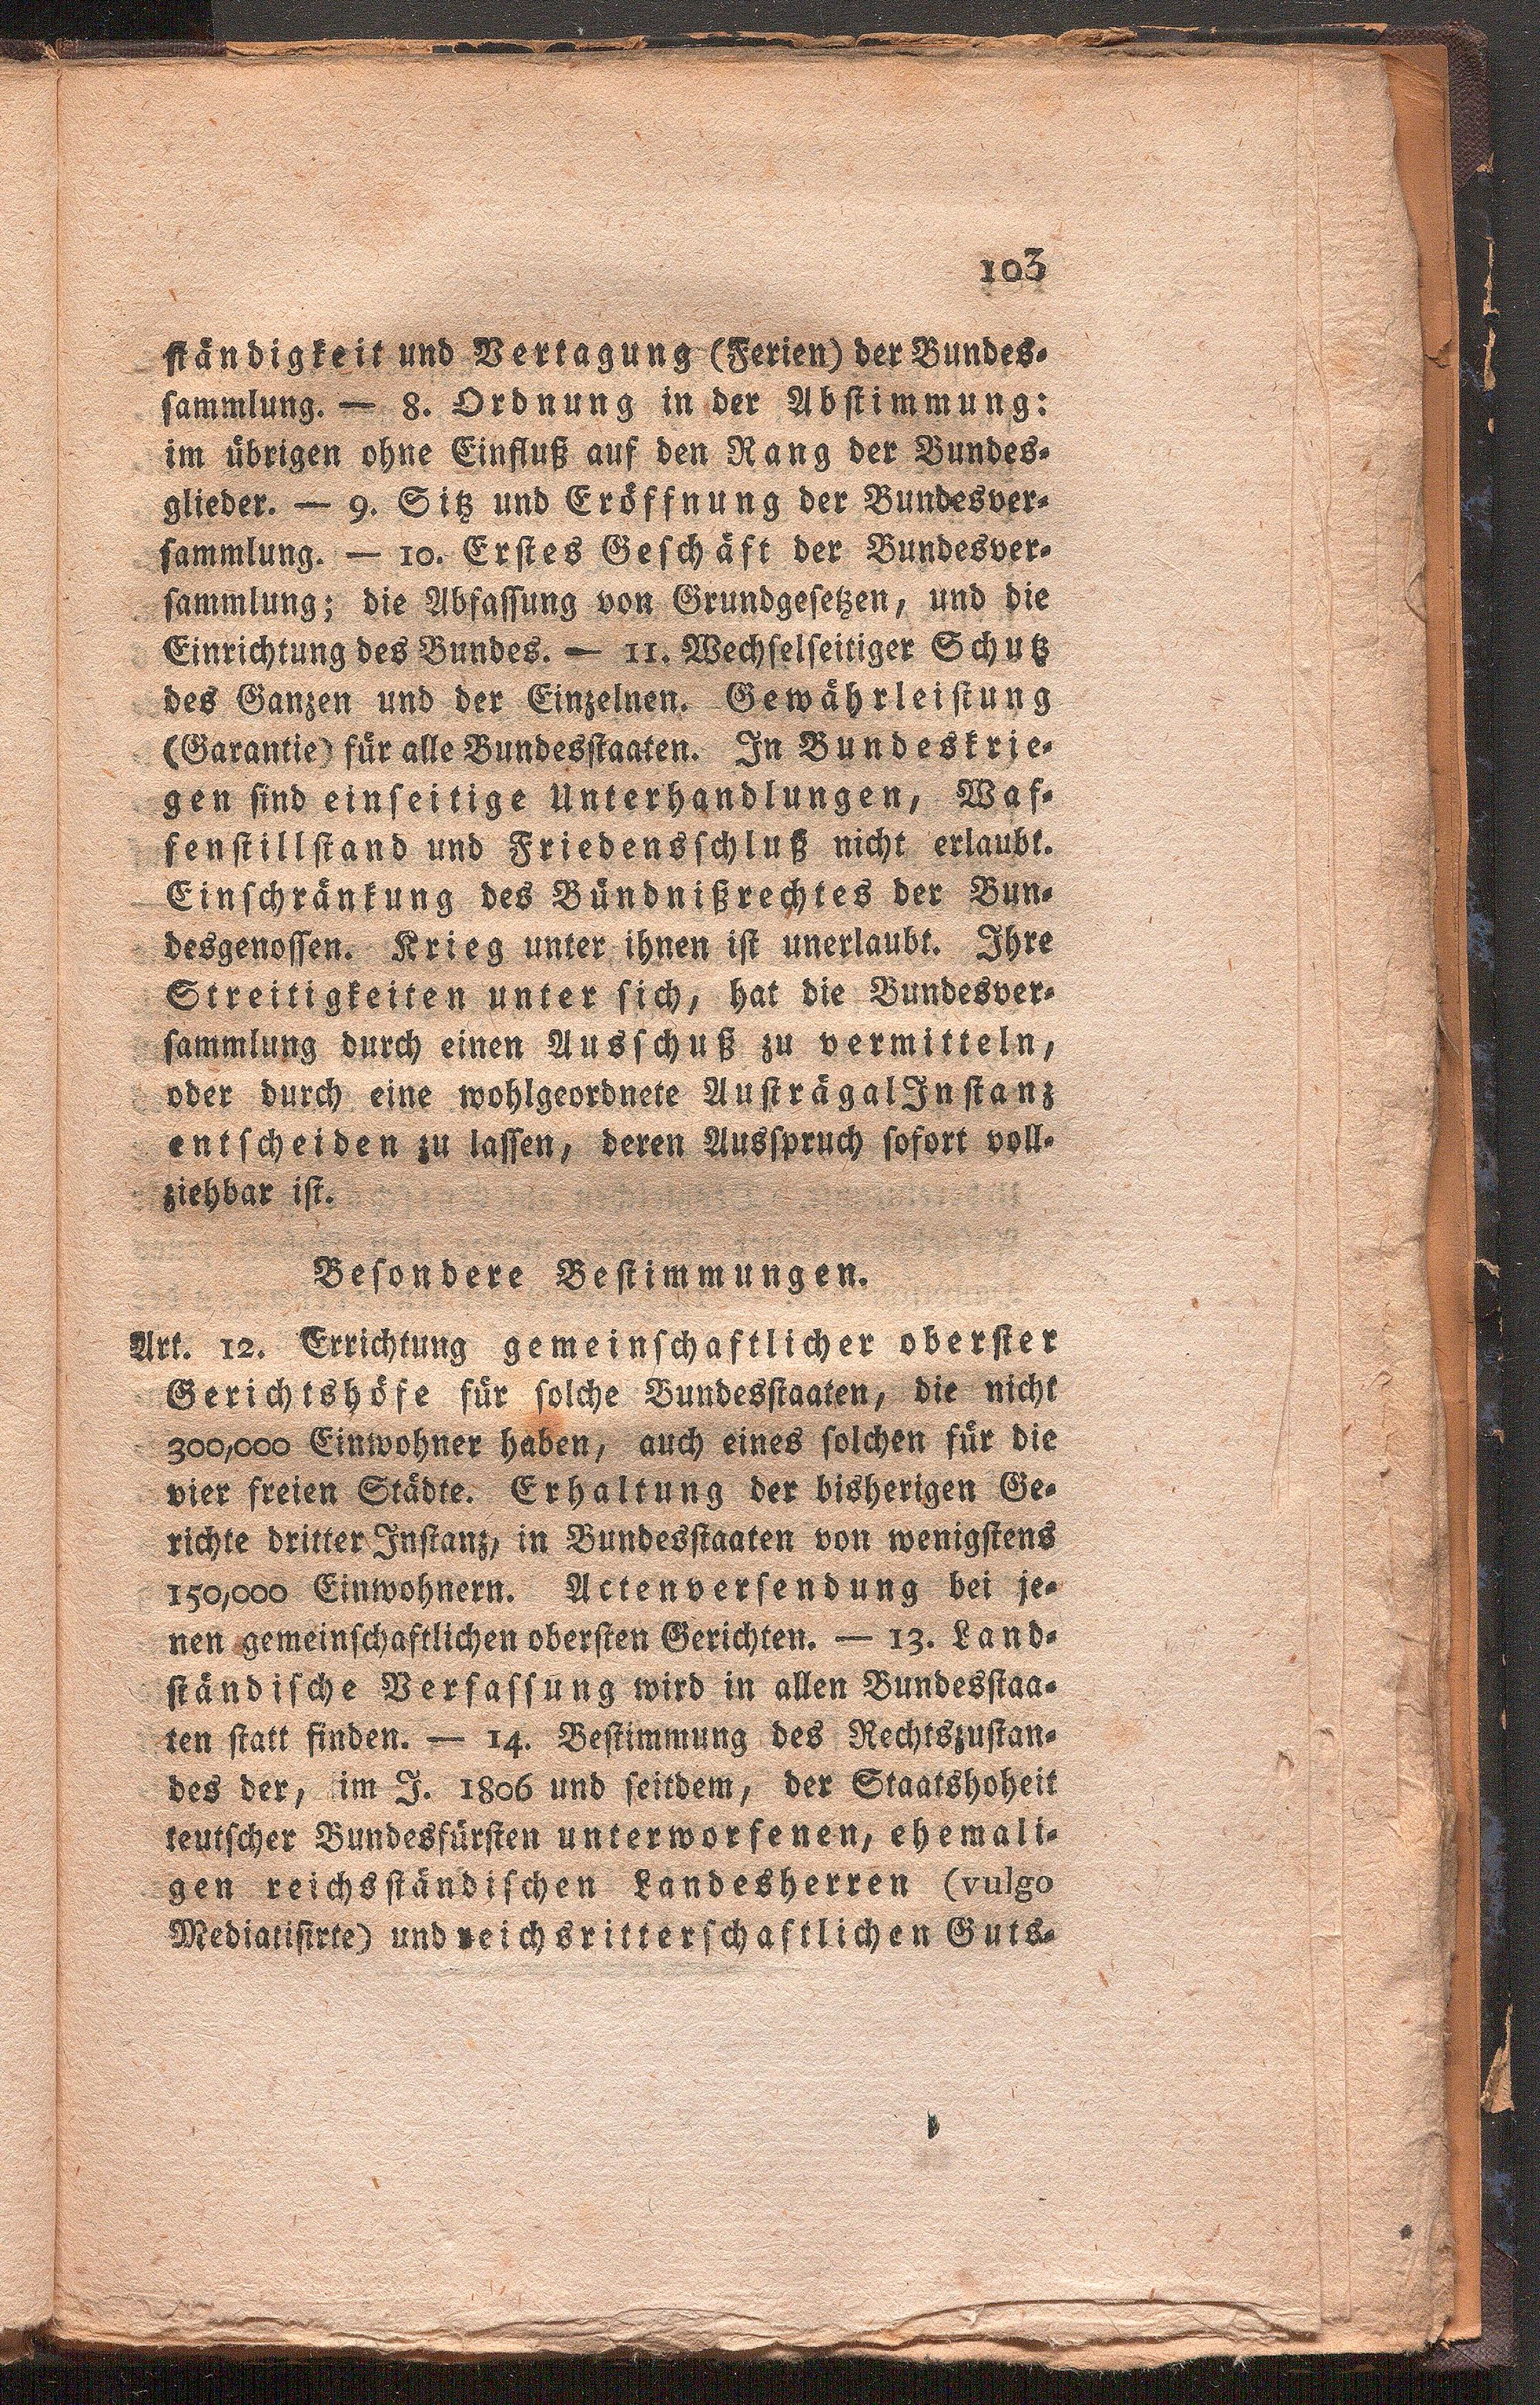 103
ständigkeit und Vertagung (Ferien) der Bundes-
sammlung. — 8. Ordnung in der Abstimmung:
im übrigen ohne Einfluß auf den Rang der Bundes-
glieder. — 9. Sitz und Eröffnung der Bundesver-
sammlung. — 10. Erstes Geschäft der Bundesver-
sammlung; die Abfassung von Grundgesetzen, und die
Einrichtung des Bundes. — 11. Wechselseitiger Schutz
des Ganzen und der Einzelnen. Gewährleistung
(Garantie) für alle Bundesstaaten. In Bundeskrie-
gen sind einseitige Unterhandlungen, Waf-
fenstillstand und Friedensschluß nicht erlaubt.
Einschränkung des Bündnißrechtes der Bun-
desgenossen. Krieg unter ihnen ist unerlaubt. Ihre
Streitigkeiten unter sich, hat die Bundesver-
sammlung durch einen Ausschuß zu vermitteln,
oder durch eine wohlgeordnete AusträgalInstanz
entscheiden zu lassen, deren Ausspruch sofort voll-
ziehbar ist.
Besondere Bestimmungen.
Art. 12. Errichtung gemeinschaftlicher oberster
Gerichtshöfe für solche Bundesstaaten, die nicht
300,000 Einwohner haben, auch eines solchen für die
vier freien Städte. Erhaltung der bisherigen Ge-
richte dritter Instanz, in Bundesstaaten von wenigstens
150,000 Einwohnern. Actenversendung bei je-
nen gemeinschaftlichen obersten Gerichten. — 13. Land-
ständische Verfassung wird in allen Bundesstaa-
ten statt finden. — 14. Bestimmung des Rechtszustan-
des der, im J. 1806 und seitdem, der Staatshoheit
teutscher Bundesfürsten unterworfenen, ehemali-
gen reichsständischen Landesherren (vulgo
Mediatisirte) und reichsritterschaftlichen Guts-